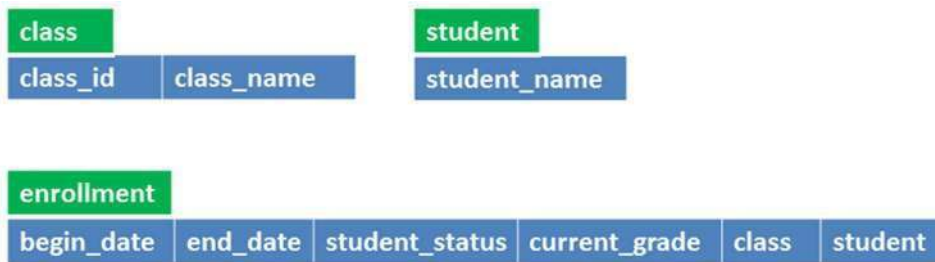 class student
class_id class_name student_name
enrollment
begin_date end_date student_status current_grade class student